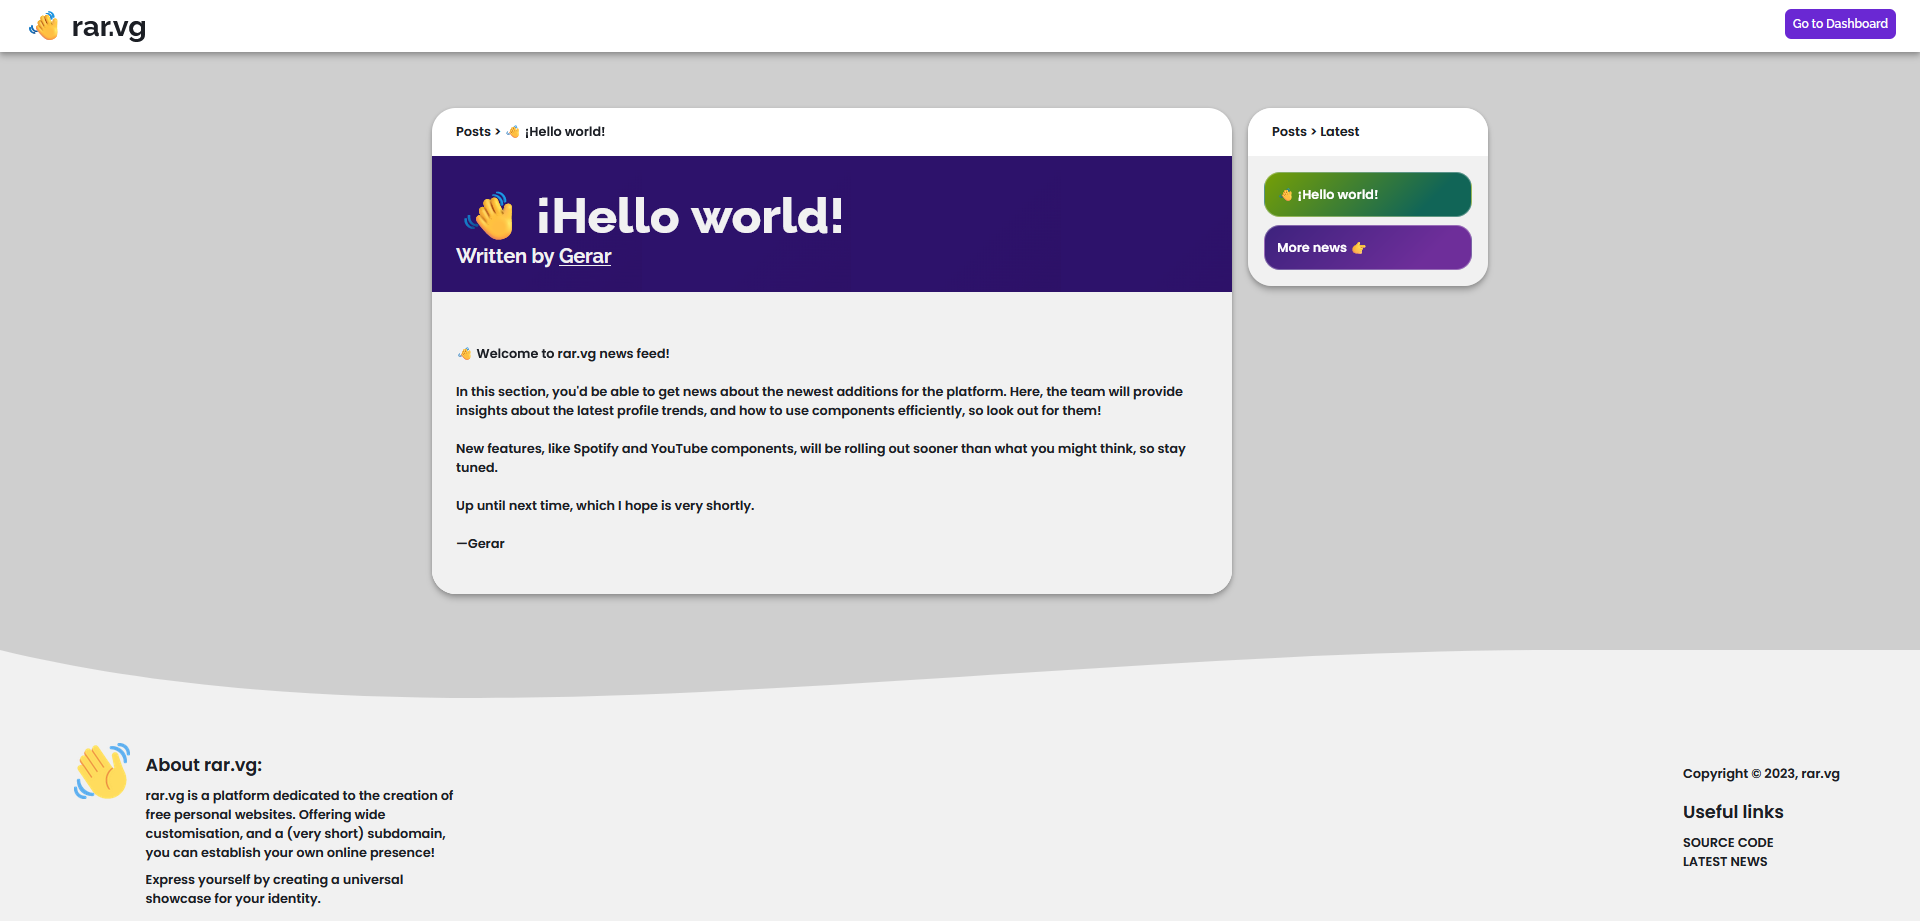 👋 rar.vg
Go to Dashboard
Posts > 👋 ¡Hello world!
👋 ¡Hello world!
Written by Gerar
👋 Welcome to rar.vg news feed!
In this section, you'd be able to get news about the newest additions for the platform. Here, the team will provide
insights about the latest profile trends, and how to use components efficiently, so look out for them!
New features, like Spotify and YouTube components, will be rolling out sooner than what you might think, so stay
tuned.
Up until next time, which I hope is very shortly.
—Gerar
Posts > Latest
👋 ¡Hello world!
More news 👉
About rar.vg:
rar.vg is a platform dedicated to the creation of
free personal websites. Offering wide
customisation, and a (very short) subdomain,
you can establish your own online presence!
Express yourself by creating a universal
showcase for your identity.
Copyright © 2023, rar.vg
Useful links
SOURCE CODE
LATEST NEWS